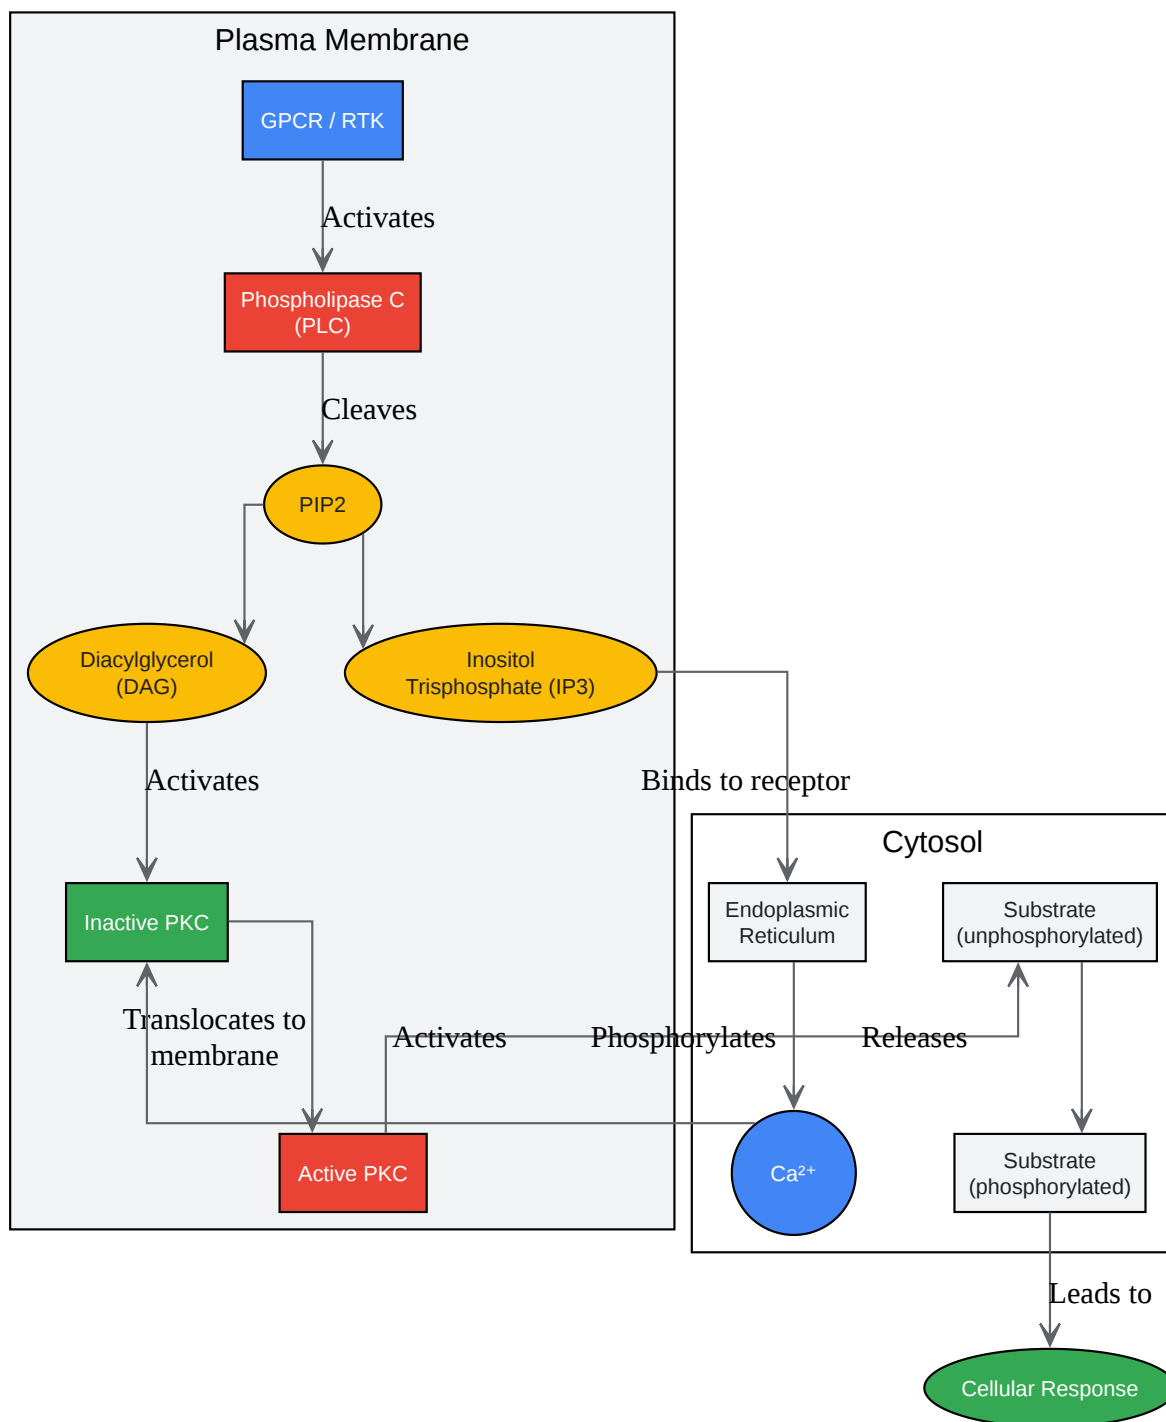 Plasma Membrane
GPCR / RTK
Activates
Phospholipase C
(PLC)
Cleaves
PIP2
Diacylglycerol
(DAG)
Inositol
Trisphosphate (IP3)
Activates
Binds to receptor
Cytosol
Inactive PKC
Endoplasmic
Reticulum
Substrate
(unphosphorylated)
Translocates to
membrane
Activates
Phosphorylates
Releases
Active PKC
Ca²⁺
Substrate
(phosphorylated)
Leads to
Cellular Response